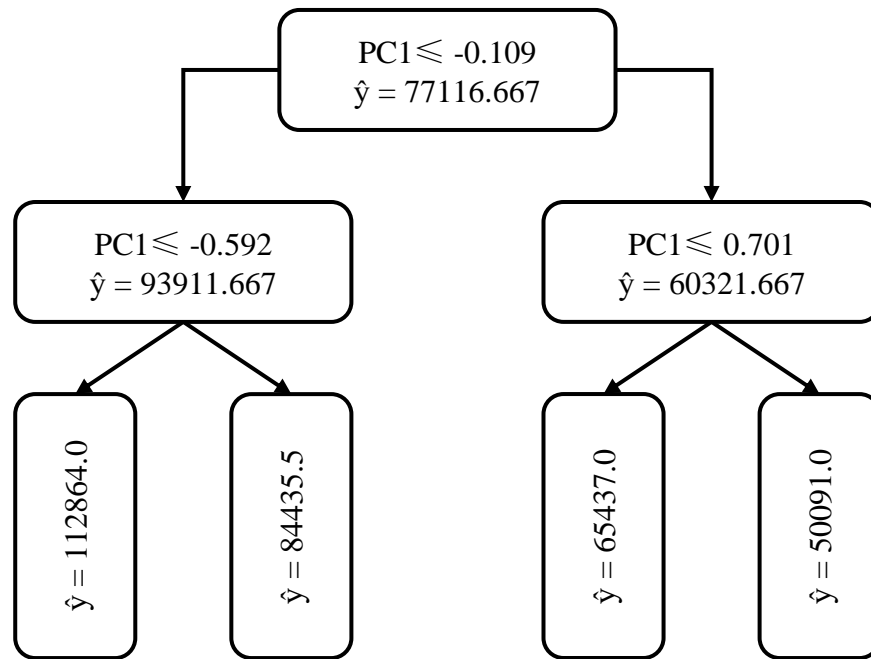 PC1≤ -0.109
ŷ = 77116.667
PC1≤ -0.592
ŷ = 93911.667
PC1≤ 0.701
ŷ = 60321.667
ŷ = 112864.0
ŷ = 84435.5
ŷ = 65437.0
ŷ = 50091.0